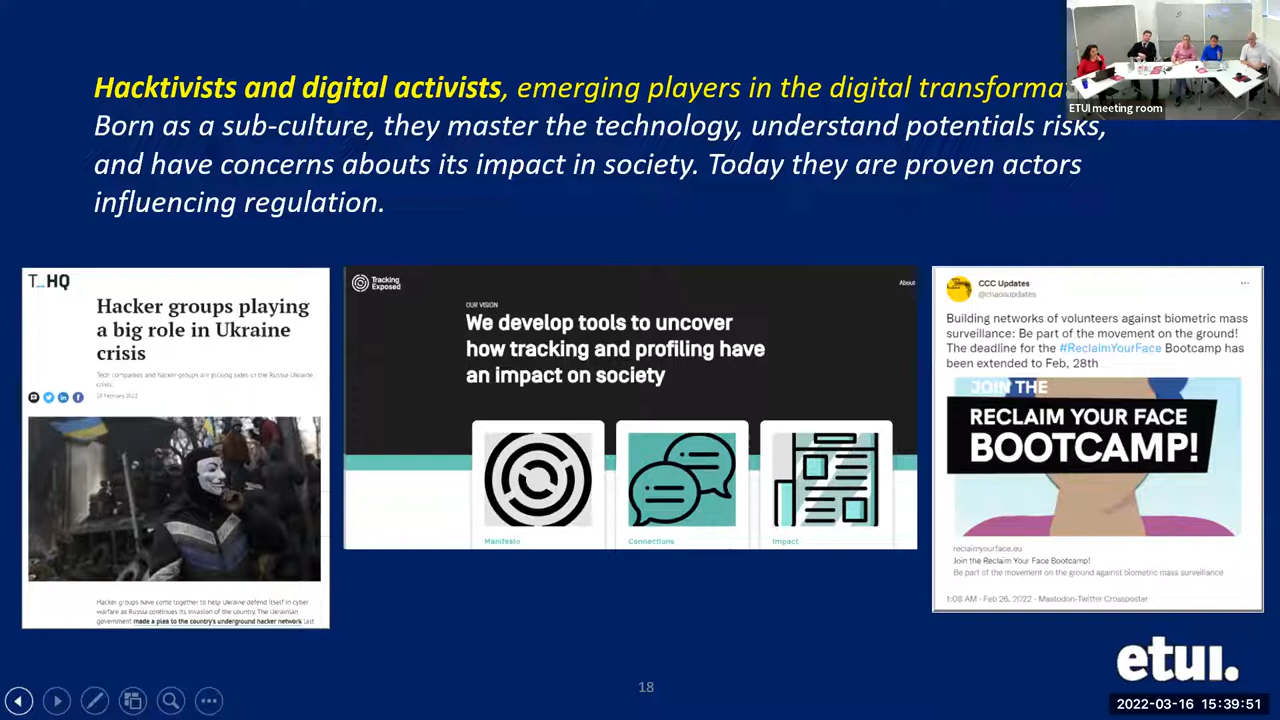 Hacktivists and digital activists, emerging players in the digital transforma
Born as a sub-culture, they master the technology, understand potentials risks,
and have concerns abouts its impact in society. Today they are proven actors
influencing regulation.
ETUI meeting room
T_HQ
Hacker groups playing
a big role in Ukraine
crisis
Tech companies and hacker groups are picking sides in the Russia-Ukraine
crisis.
February 2022
Hacker groups have come together to help Ukraine defend itself in cyber
warfare as Russia continues its invasion of the country. The Ukrainian
government made a plea to the country's underground hacker network last
Tracking
Exposed
About
OUR VISION
We develop tools to uncover
how tracking and profiling have
an impact on society
Manifesto
Connections
Impact
CCC Updates
@chaosupdates
Building networks of volunteers against biometric mass
surveillance: Be part of the movement on the ground!
The deadline for the #ReclaimYourFace Bootcamp has
been extended to Feb, 28th
JOIN THE
RECLAIM YOUR FACE
BOOTCAMP!
reclaimyourface.eu
Join the Reclaim Your Face Bootcamp!
Be part of the movement on the ground against biometric mass surveillance
1:08 AM · Feb 26, 2022 · Mastodon-Twitter Crossposter
etui.
18
2022-03-16 15:39:51